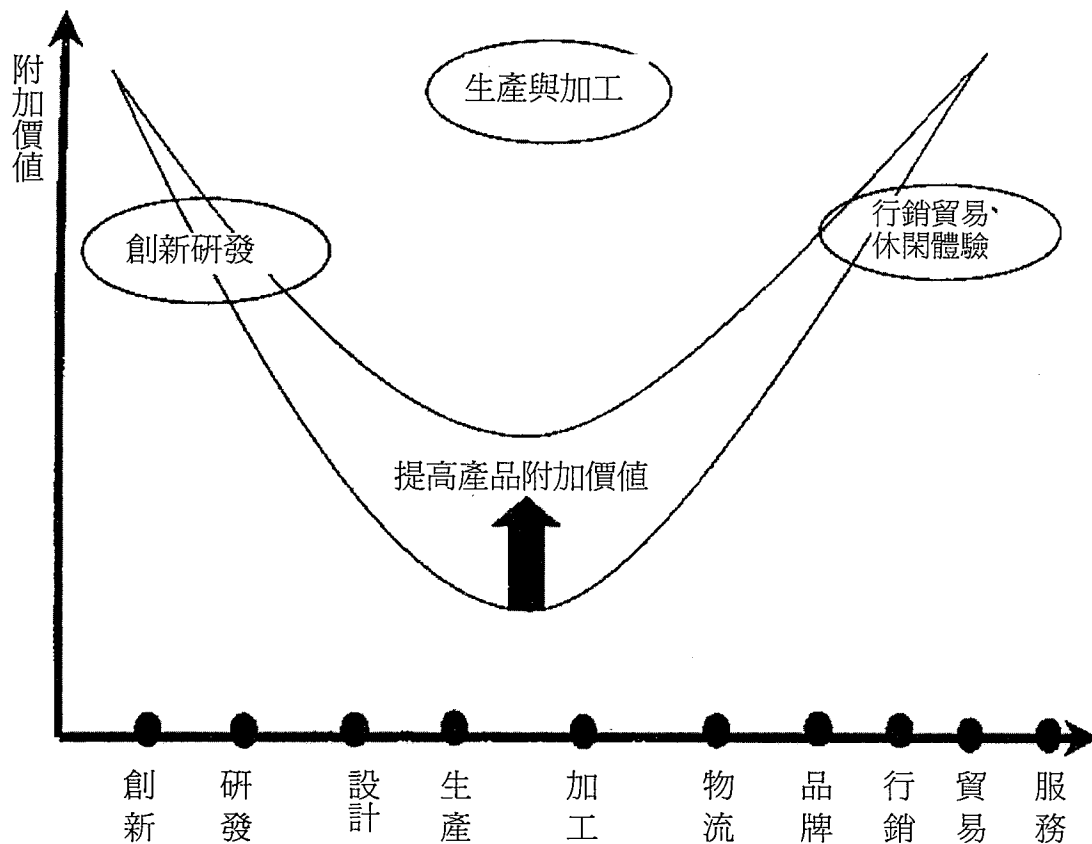 附加價值
生產與加工
創新研發
行銷貿易
休閑體驗
提高產品附加價值
創新
研發
設計
生產
加工
物流
品牌
行銷
貿易
服務